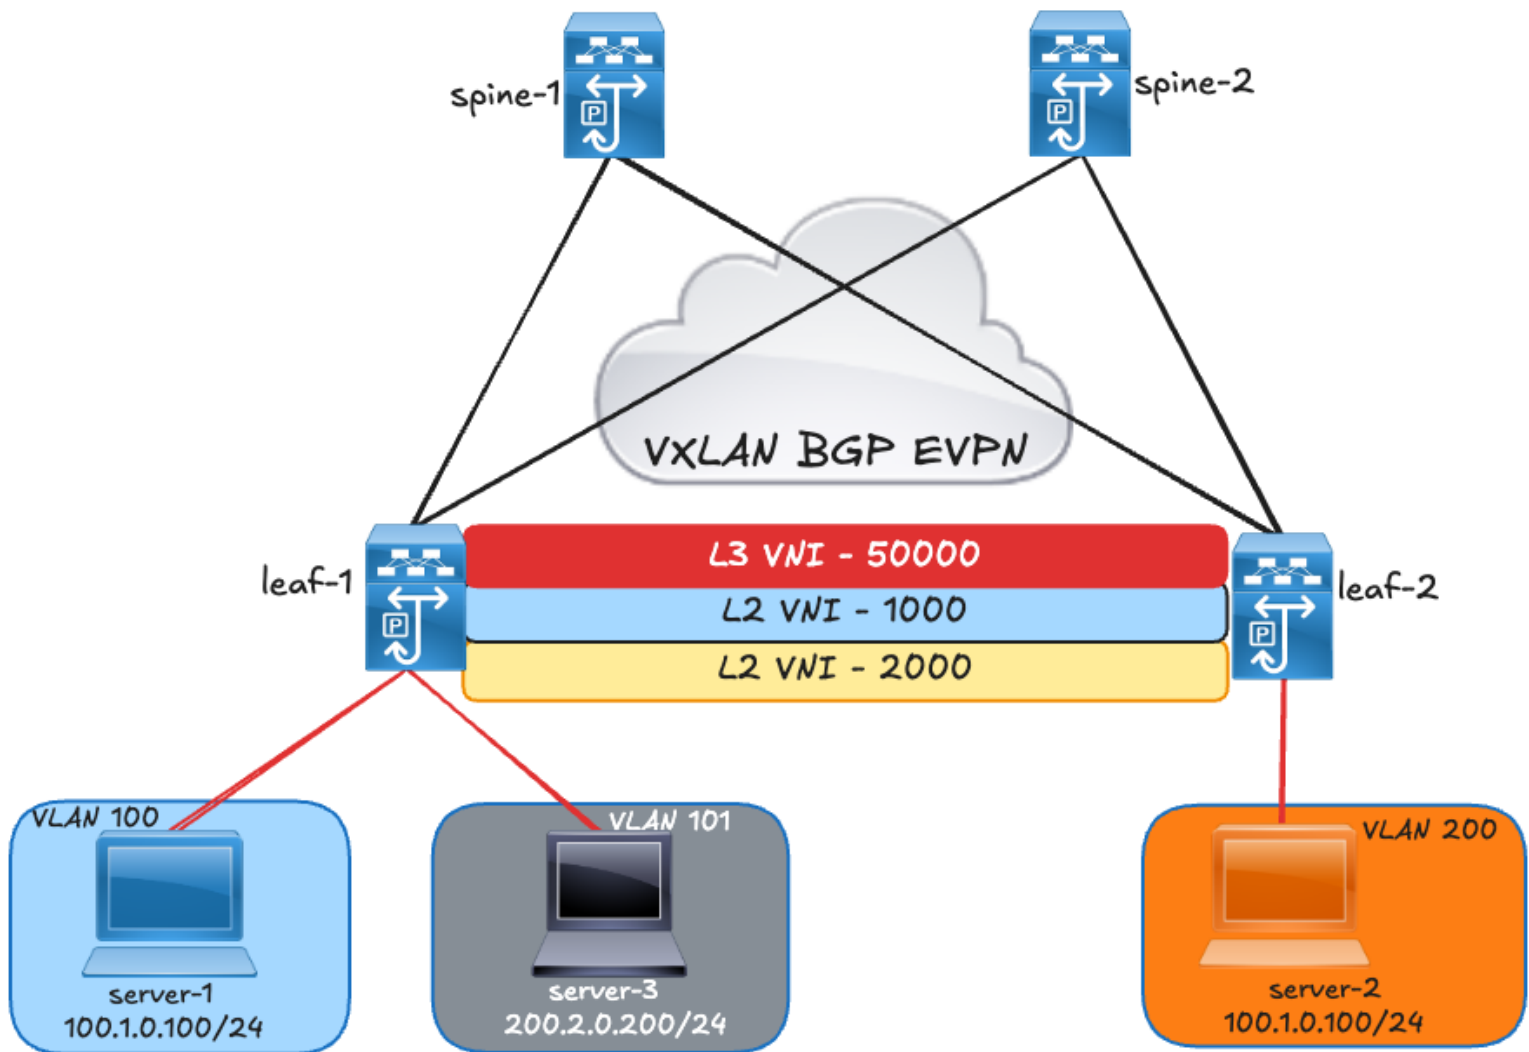 spine-1
spine-2
VXLAN BGP EVPN
leaf-1
L3 VNI - 50000
L2 VNI - 1000
L2 VNI - 2000
leaf-2
VLAN 100
server-1
100.1.0.100/24
VLAN 101
server-3
200.2.0.200/24
VLAN 200
server-2
100.1.0.100/24
P
P
P
P